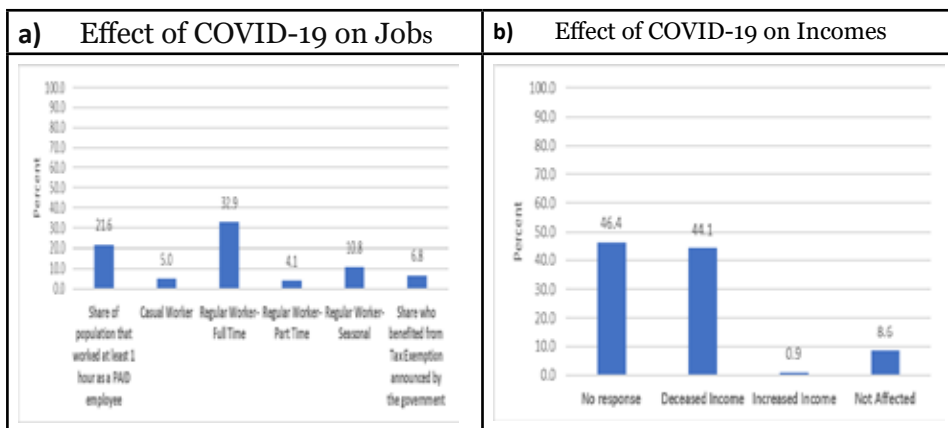 a) Effect of COVID-19 on Jobs
100.0
90.0
80.0
70.0
60.0
50.0
40.0
30.0
20.0
10.0
0.0
Percent
21.6
5.0
32.9
4.1
10.8
6.8
Share of
population that
worked at least 1
hour as a PAID
employee
Casual Worker
Regular Worker-
Full Time
Regular Worker-
Part Time
Regular Worker-
Seasonal
Share who
benefited from
Tax Exemption
announced by
the government
b) Effect of COVID-19 on Incomes
100.0
90.0
80.0
70.0
60.0
50.0
40.0
30.0
20.0
10.0
0.0
Percent
46.4
44.1
0.9
8.6
No response
Deceased Income
Increased Income
Not Affected